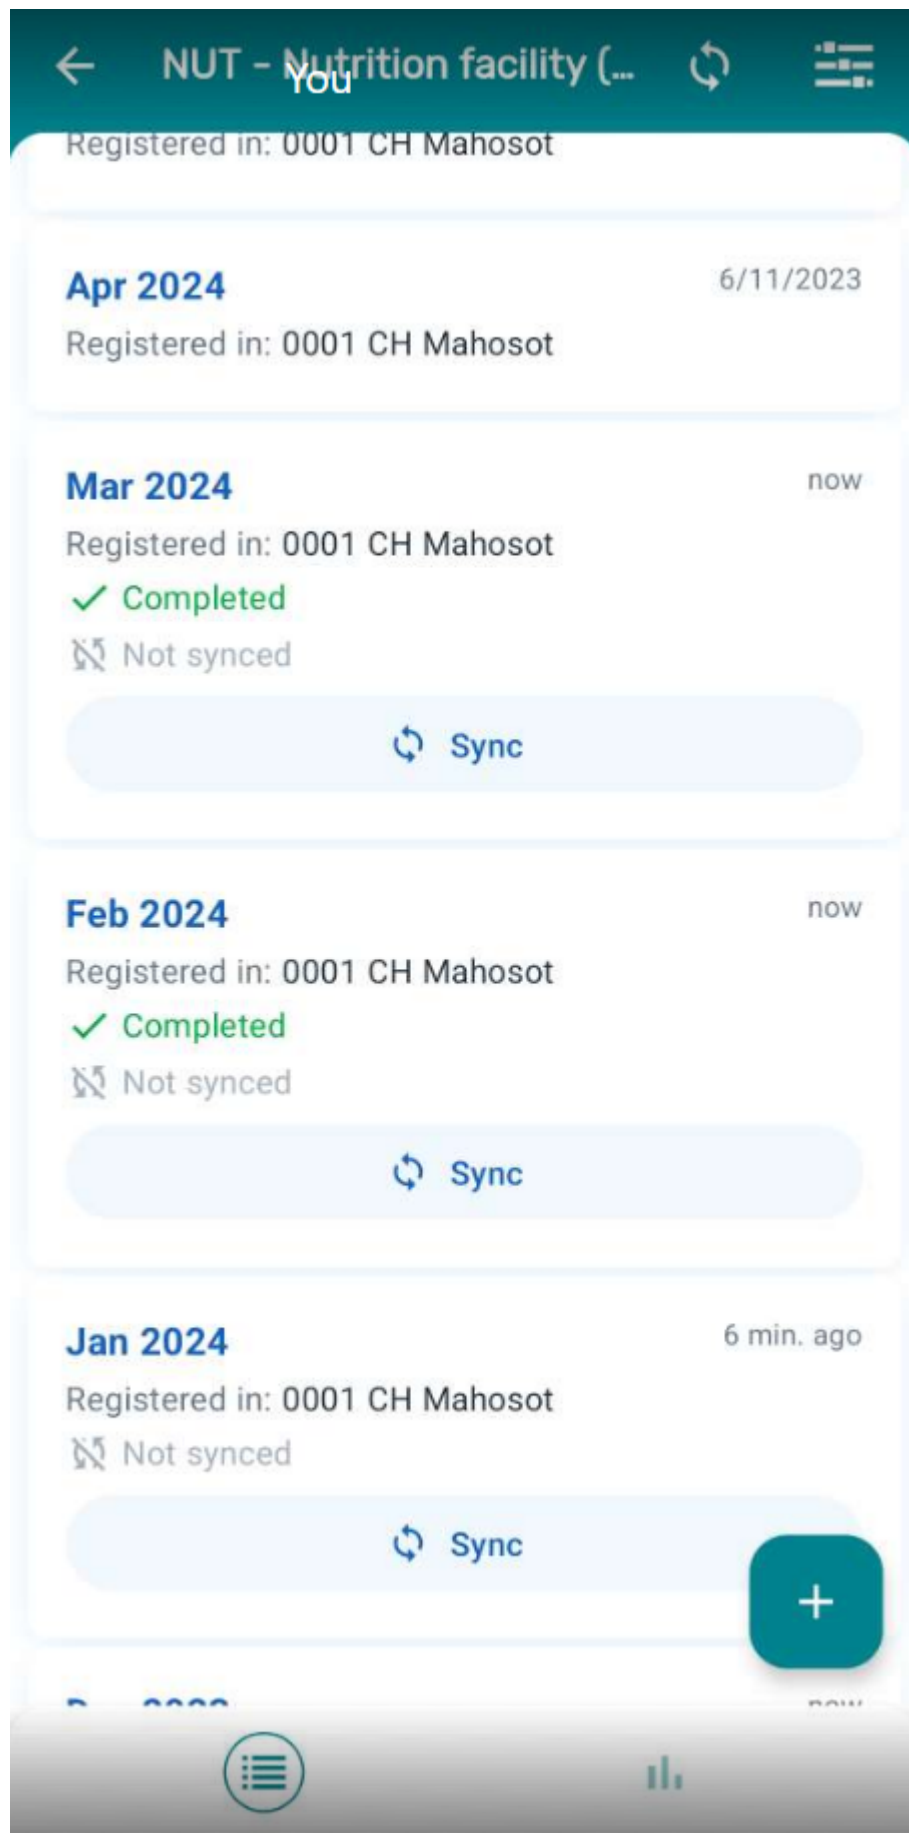 NUT - Nutrition facility (…
You
Registered in: 0001 CH Mahosot
Apr 2024
6/11/2023
Registered in: 0001 CH Mahosot
Mar 2024
now
Registered in: 0001 CH Mahosot
Completed
Not synced
Sync
Feb 2024
now
Registered in: 0001 CH Mahosot
Completed
Not synced
Sync
Jan 2024
6 min. ago
Registered in: 0001 CH Mahosot
Not synced
Sync
+
now